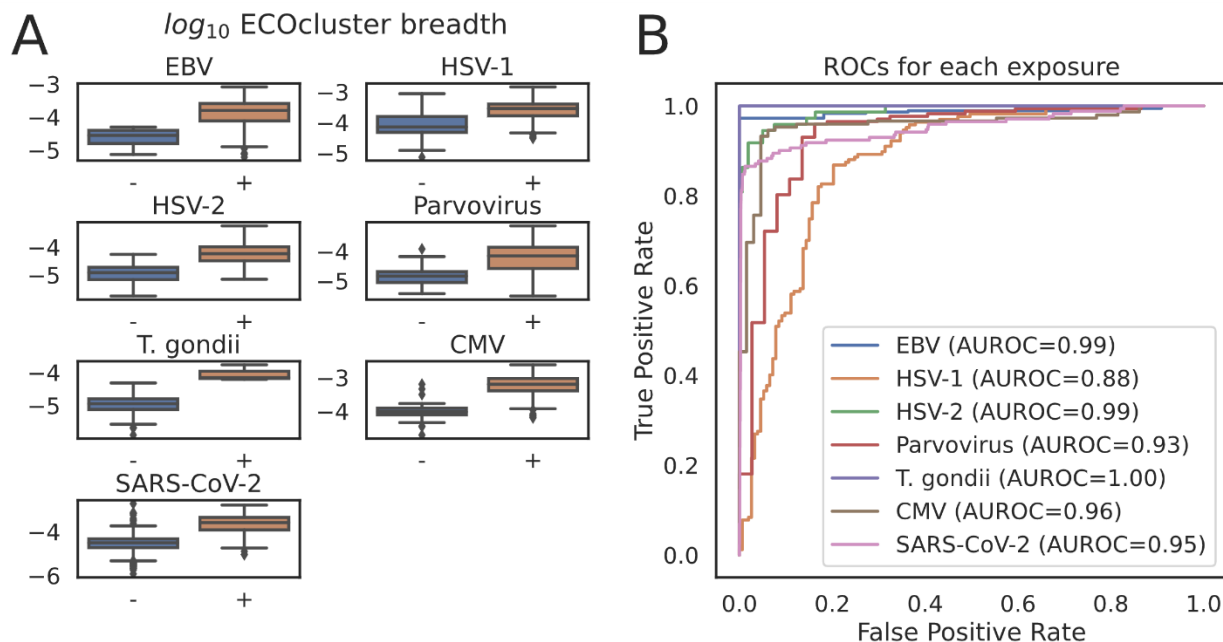 A
log10 ECOcluster breadth
EBV
−3
−4
−5
-
+
HSV-1
−3
−4
−5
-
+
HSV-2
−4
−5
-
+
Parvovirus
−4
−5
-
+
T. gondii
−4
−5
-
+
CMV
−3
−4
-
+
SARS-CoV-2
−4
−6
-
+
B
ROCs for each exposure
True Positive Rate
1.0
0.8
0.6
0.4
0.2
0.0
EBV (AUROC=0.99)
HSV-1 (AUROC=0.88)
HSV-2 (AUROC=0.99)
Parvovirus (AUROC=0.93)
T. gondii (AUROC=1.00)
CMV (AUROC=0.96)
SARS-CoV-2 (AUROC=0.95)
0.0 0.2 0.4 0.6 0.8 1.0
False Positive Rate